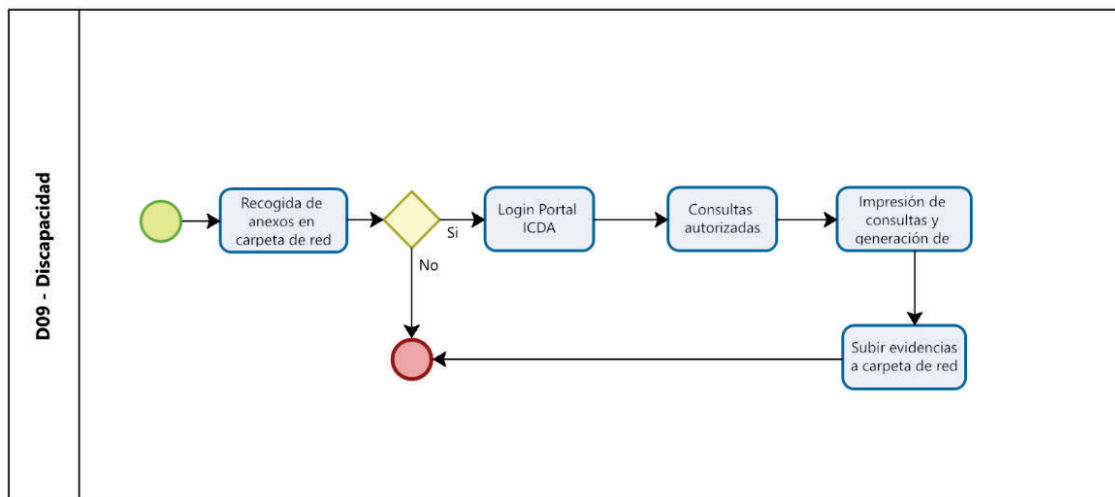 D09 - Discapacidad
Recogida de
anexos en
carpeta de red
Si
No
Login Portal
ICDA
Consultas
autorizadas
Impresión de
consultas y
generación de
Subir evidencias
a carpeta de red